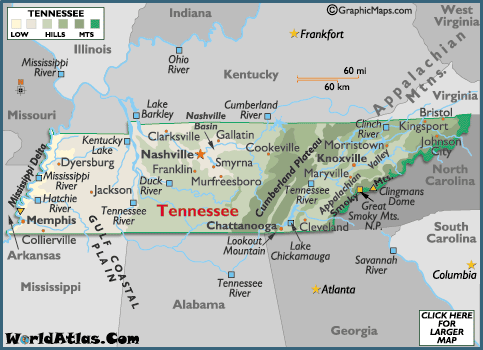 TENNESSEE
LOW HILLS MTS
Indiana
©GraphicMaps.com
West
Virginia
Illinois
Frankfort
Ohio
River
Mississippi
River
Kentucky
60 mi
60 km
Appalachian
Mtns.
Virginia
Missouri
Lake
Barkley
Nashville
Basin
Cumberland
River
Clinch
River
Bristol
Kingsport
Johnson
City
Kentucky
Lake
Clarksville
Gallatin
Cookeville
Morristown
Mississippi Delta
Dyersburg
Nashville
Smyrna
Knoxville
Franklin
Maryville
Murfreesboro
Cumberland Plateau
Appalachian Valley
North
Carolina
Mississippi
River
Jackson
Duck
River
Tennessee
River
Smoky Mts.
Clingmans
Dome
Hatchie
River
Tennessee
River
Tennessee
Great
Smoky Mts.
N.P.
Memphis
Chattanooga
Cleveland
Collierville
GULF COASTAL
PLAIN
Lookout
Mountain
Lake
Chickamauga
South
Carolina
Arkansas
Savannah
River
Columbia
Mississippi
Alabama
Tennessee
River
Atlanta
Georgia
CLICK HERE
FOR
LARGER
MAP
WorldAtlas.Com